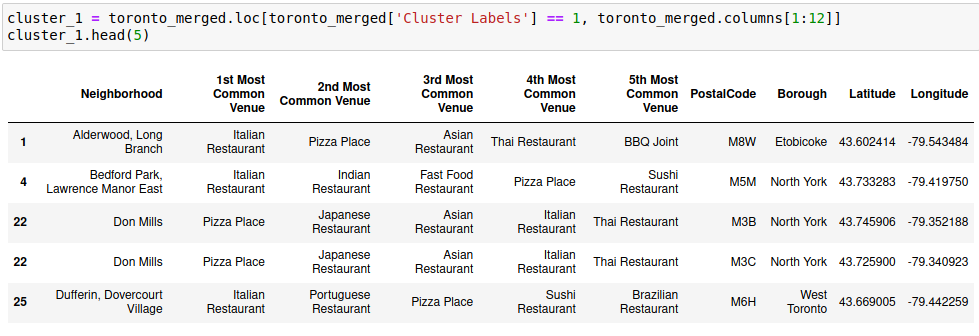 cluster_1 = toronto_merged.loc[toronto_merged['Cluster Labels'] == 1, toronto_merged.columns[1:12]]
cluster_1.head(5)
Neighborhood 1st Most Common Venue 2nd Most Common Venue 3rd Most Common Venue 4th Most Common Venue 5th Most Common Venue PostalCode Borough Latitude Longitude
1 Alderwood, Long Branch Italian Restaurant Pizza Place Asian Restaurant Thai Restaurant BBQ Joint M8W Etobicoke 43.602414 -79.543484
4 Bedford Park, Lawrence Manor East Italian Restaurant Indian Restaurant Fast Food Restaurant Pizza Place Sushi Restaurant M5M North York 43.733283 -79.419750
22 Don Mills Pizza Place Japanese Restaurant Asian Restaurant Italian Restaurant Thai Restaurant M3B North York 43.745906 -79.352188
22 Don Mills Pizza Place Japanese Restaurant Asian Restaurant Italian Restaurant Thai Restaurant M3C North York 43.725900 -79.340923
25 Dufferin, Dovercourt Village Italian Restaurant Portuguese Restaurant Pizza Place Sushi Restaurant Brazilian Restaurant M6H West Toronto 43.669005 -79.442259